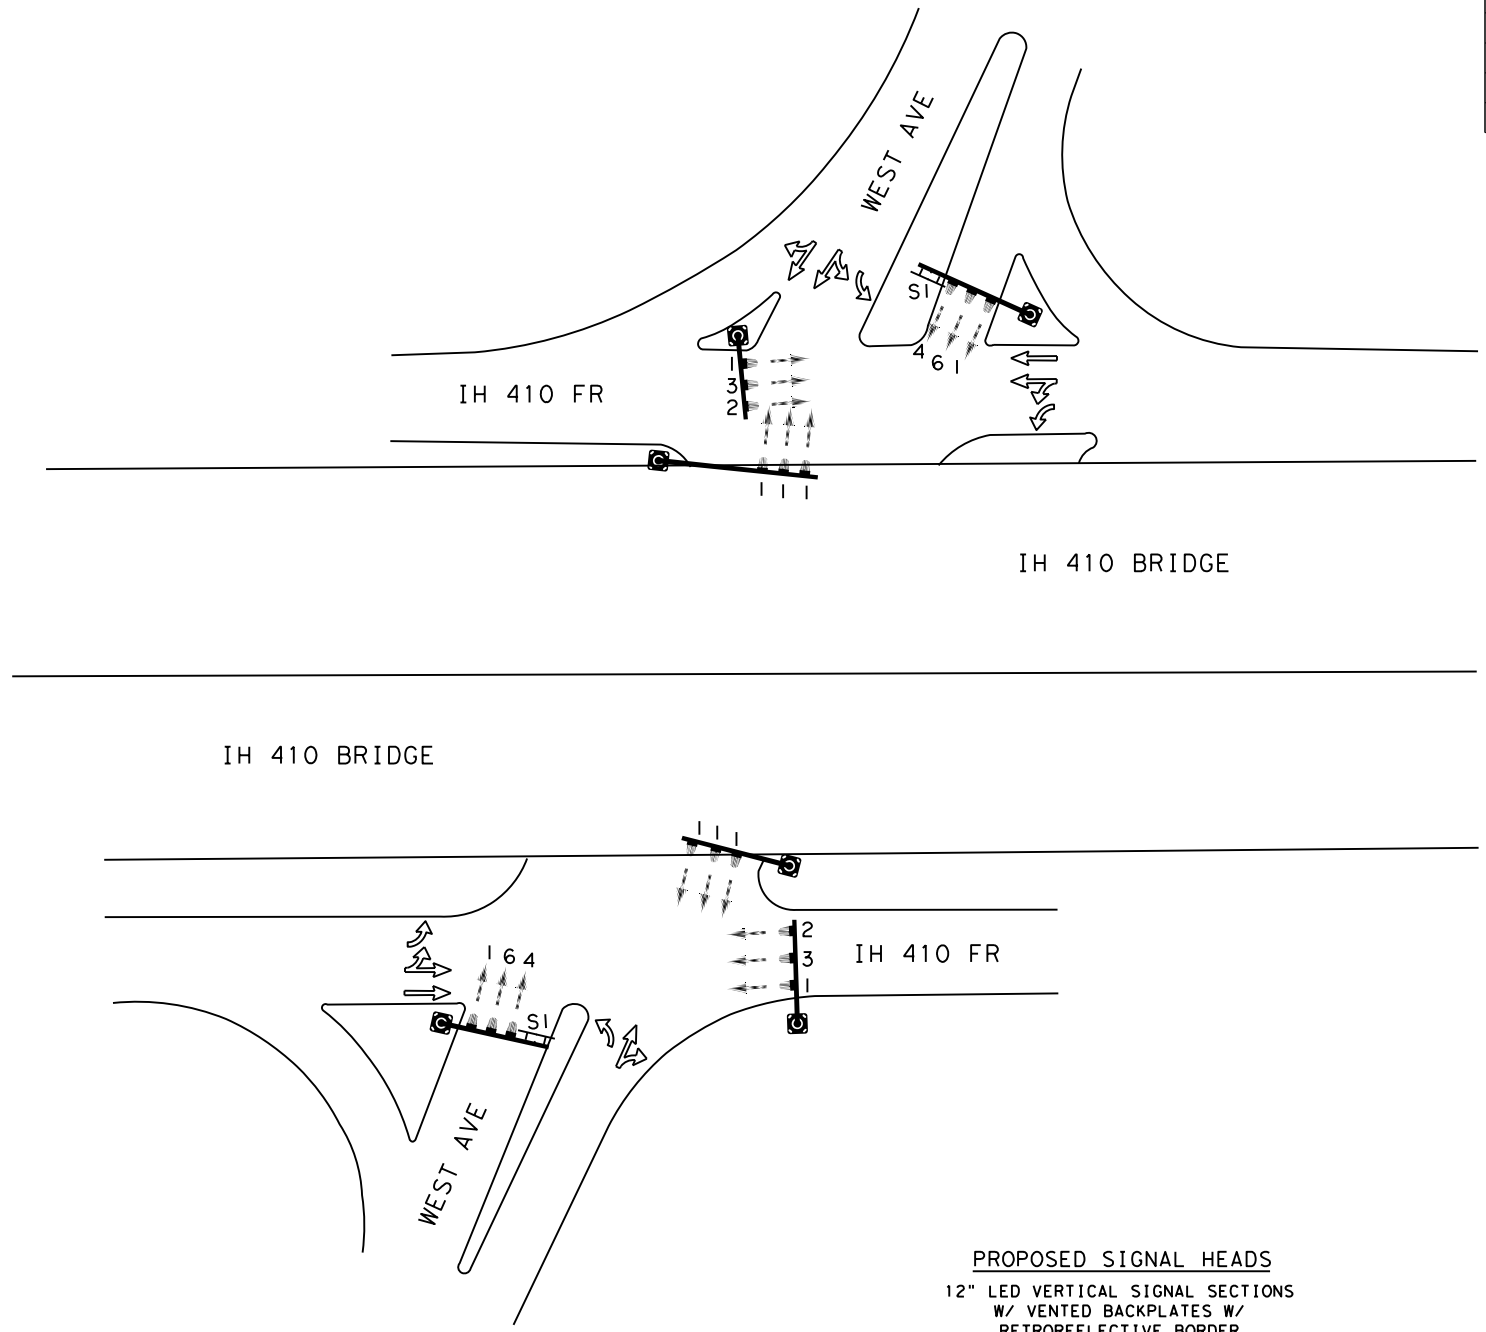 WEST AVE
S1
4 6 1
1
3
2
IH 410 FR
1 1 1
IH 410 BRIDGE
IH 410 BRIDGE
1 1 1
2
3
1
IH 410 FR
1 6 4
S1
WEST AVE
PROPOSED SIGNAL HEADS
12" LED VERTICAL SIGNAL SECTIONS
W/ VENTED BACKPLATES W/
RETROREFLECTIVE BORDER